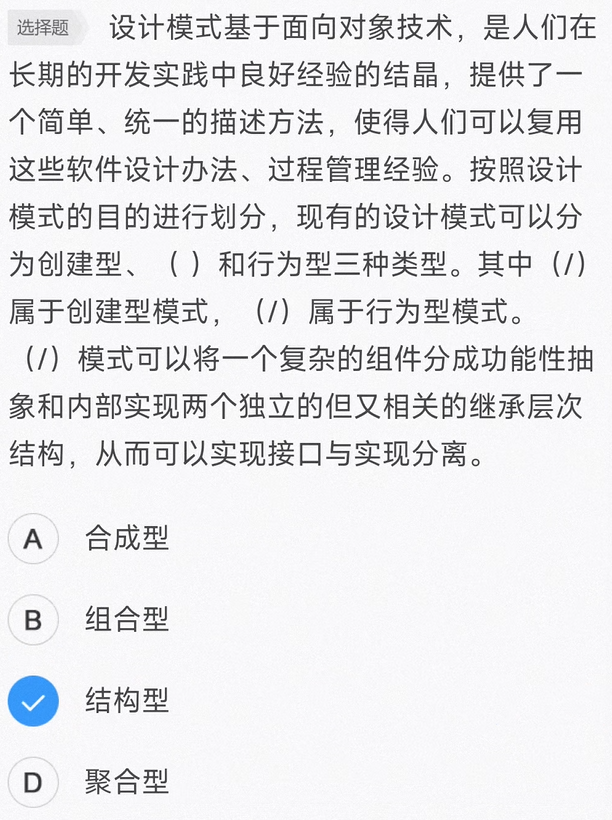 选择题 设计模式基于面向对象技术，是人们在
长期的开发实践中良好经验的结晶，提供了一
个简单、统一的描述方法，使得人们可以复用
这些软件设计办法、过程管理经验。按照设计
模式的目的进行划分，现有的设计模式可以分
为创建型、（ ）和行为型三种类型。其中（/）
属于创建型模式，（/）属于行为型模式。
（/）模式可以将一个复杂的组件分成功能性抽
象和内部实现两个独立的但又相关的继承层次
结构，从而可以实现接口与实现分离。
A 合成型
B 组合型
结构型
D 聚合型